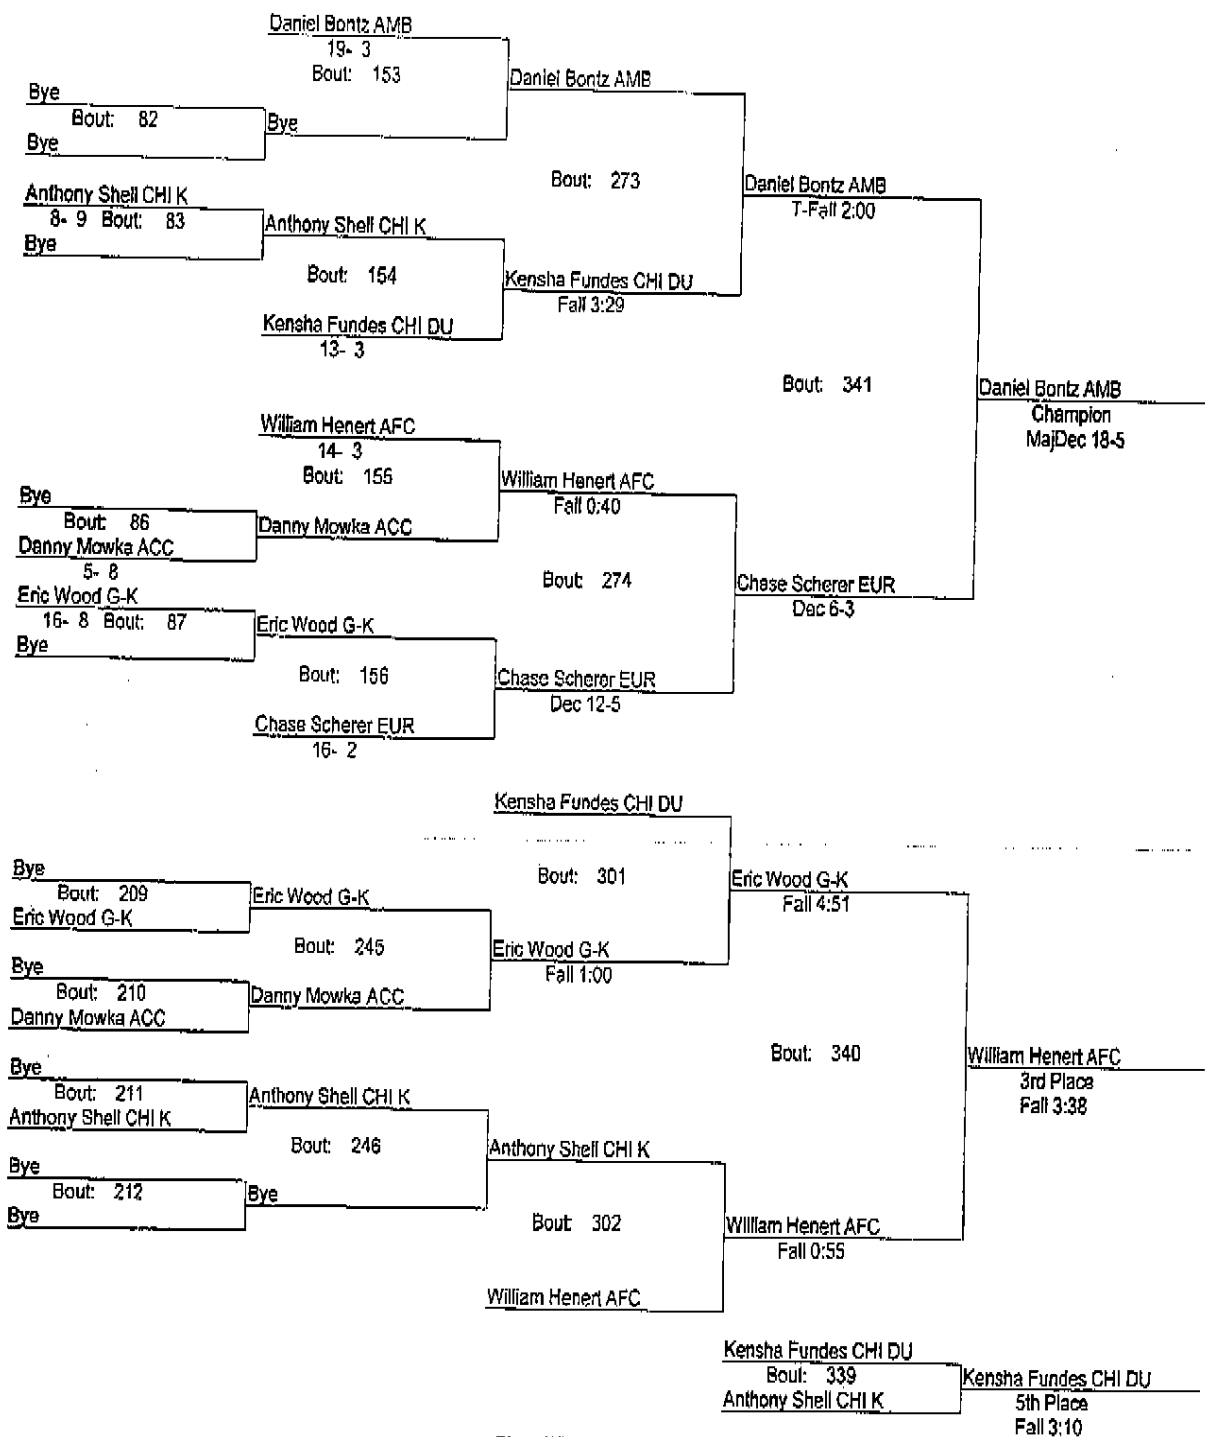 Daniel Bontz AMB
19- 3
Bout: 153
Daniel Bontz AMB
Bye
Bout: 82
Bye
Bye
Bout: 273
Daniel Bontz AMB
T-Fall 2:00
Anthony Shell CHI K
8- 9 Bout: 83
Anthony Shell CHI K
Bye
Bout: 154
Kensha Fundes CHI DU
Fall 3:29
Kensha Fundes CHI DU
13- 3
Bout: 341
Daniel Bontz AMB
Champion
MajDec 18-5
William Henert AFC
14- 3
Bout: 155
William Henert AFC
Fall 0:40
Bye
Bout: 86
Danny Mowka ACC
Danny Mowka ACC
5- 8
Bout: 274
Chase Scherer EUR
Dec 6-3
Eric Wood G-K
16- 8 Bout: 87
Eric Wood G-K
Bye
Bout: 156
Chase Scherer EUR
Dec 12-5
Chase Scherer EUR
16- 2
Kensha Fundes CHI DU
Bye
Bout: 209
Eric Wood G-K
Eric Wood G-K
Bout: 301
Eric Wood G-K
Fall 4:51
Bout: 245
Eric Wood G-K
Fall 1:00
Bye
Bout: 210
Danny Mowka ACC
Danny Mowka ACC
Bout: 340
William Henert AFC
3rd Place
Fall 3:38
Bye
Bout: 211
Anthony Shell CHI K
Anthony Shell CHI K
Bout: 246
Anthony Shell CHI K
Bye
Bout: 212
Bye
Bye
Bout: 302
William Henert AFC
Fall 0:55
William Henert AFC
Kensha Fundes CHI DU
Bout: 339
Anthony Shell CHI K
Kensha Fundes CHI DU
5th Place
Fall 3:10